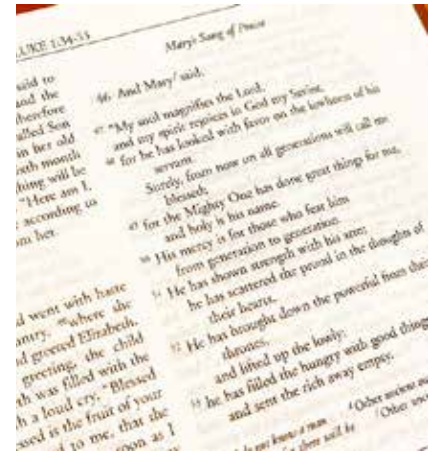 LUKE 1:34-53
said to
and the
therefore
called Son
in her old
month
thing will be
"Here am I,
according to
her.
went with haste
where she
and greeted Elizabeth.
greeting, the child
was filled with the
a loud cry, "Blessed
is the fruit of your
to me, that the
soon as I
Mary's Song of Praise
46 And Mary said,
47 "My soul magnifies the Lord,
and my spirit rejoices in God my Savior,
48 for he has looked with favor on the lowliness of his
servant.
Surely, from now on all generations will call me
blessed;
49 for the Mighty One has done great things for me,
and holy is his name.
50 His mercy is for those who fear him
from generation to generation.
51 He has shown strength with his arm;
he has scattered the proud in the thoughts of
their hearts.
52 He has brought down the powerful from their
thrones,
and lifted up the lowly;
53 he has filled the hungry with good things
and sent the rich away empty.
Other ancient